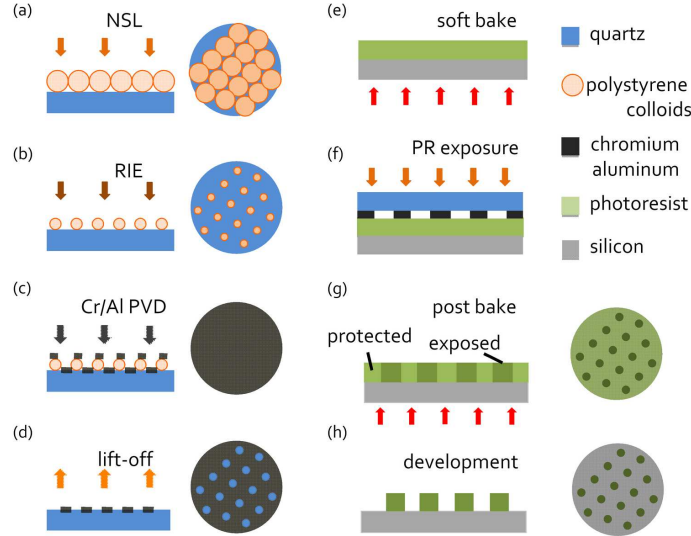 (a)
NSL
(b)
RIE
(c)
Cr/Al PVD
(d)
lift-off
(e)
soft bake
(f)
PR exposure
(g)
post bake
protected
exposed
(h)
development
quartz
polystyrene
colloids
chromium
aluminum
photoresist
silicon